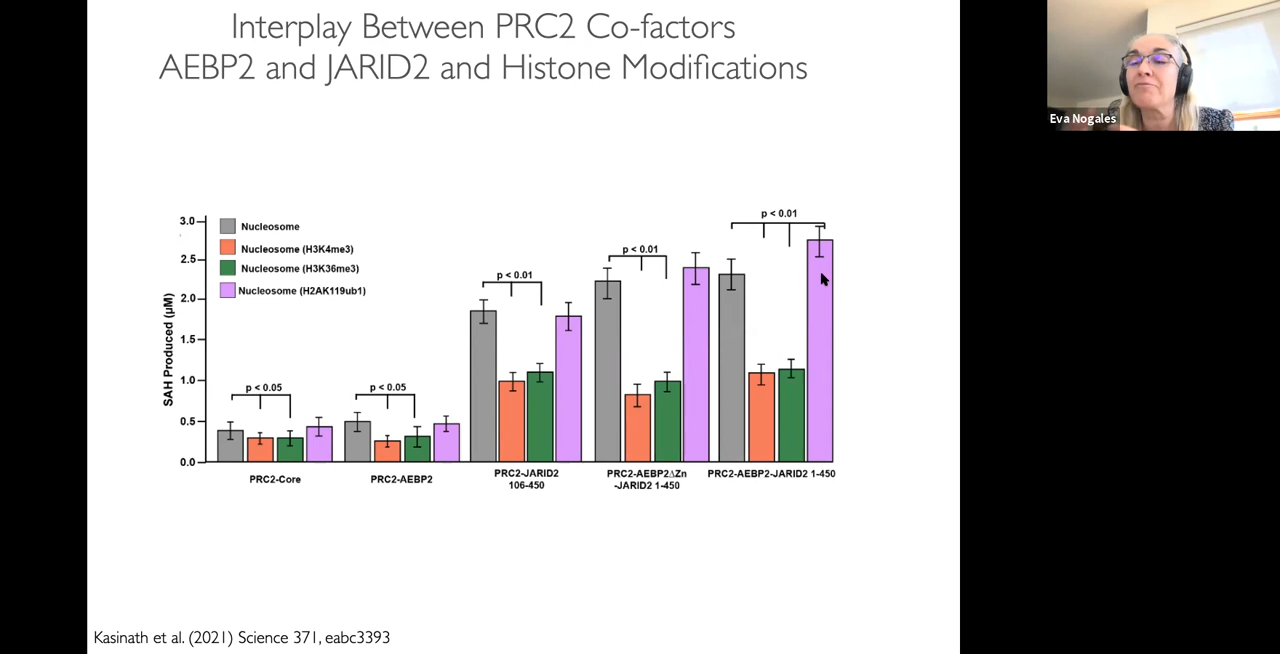 Interplay Between PRC2 Co-factors
AEBP2 and JARID2 and Histone Modifications
Eva Nogales
Nucleosome
Nucleosome (H3K4me3)
Nucleosome (H3K36me3)
Nucleosome (H2AK119ub1)
SAH Produced (µM)
3.0
2.5
2.0
1.5
1.0
0.5
0.0
p < 0.05
p < 0.05
p < 0.01
p < 0.01
p < 0.01
PRC2-Core
PRC2-AEBP2
PRC2-JARID2
106-450
PRC2-AEBP2∆Zn
-JARID2 1-450
PRC2-AEBP2-JARID2 1-450
Kasinath et al. (2021) Science 371, eabc3393